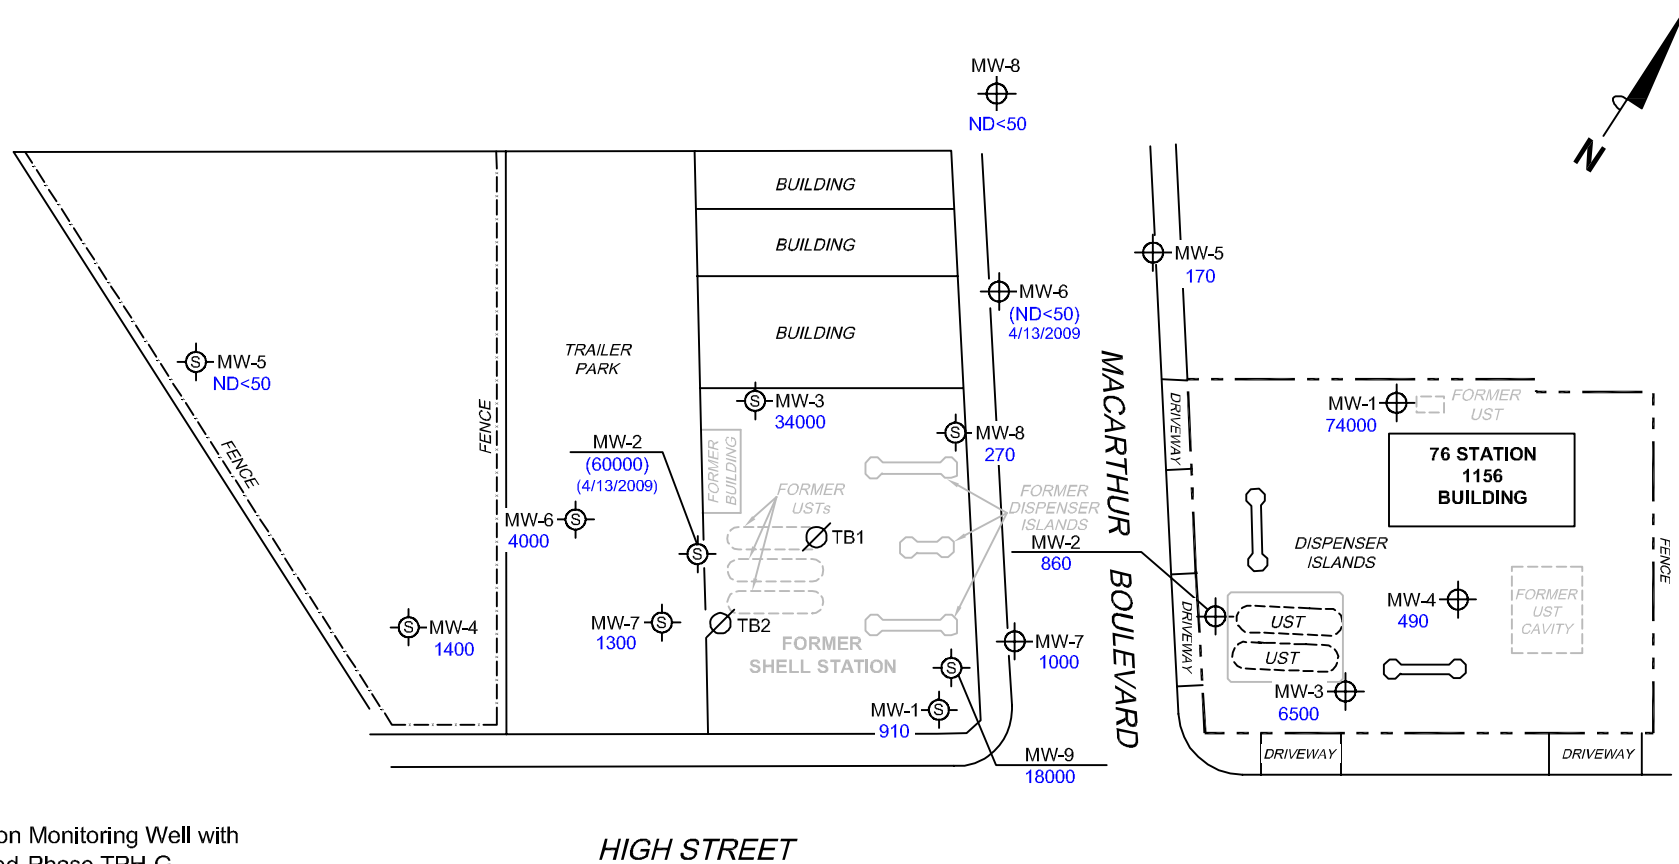 MW-8
ND<50
N
BUILDING
BUILDING
MW-5
170
MW-6
(ND<50)
4/13/2009
BUILDING
TRAILER
PARK
MW-5
ND<50
MACARTHUR BOULEVARD
MW-3
34000
MW-1
74000
FORMER
UST
DRIVEWAY
FENCE
FENCE
MW-2
(60000)
(4/13/2009)
FORMER
BUILDING
MW-8
270
76 STATION
1156
BUILDING
FORMER
USTs
FORMER
DISPENSER
ISLANDS
MW-6
4000
TB1
MW-2
860
DISPENSER
ISLANDS
FENCE
MW-4
1400
MW-7
1300
TB2
FORMER
SHELL STATION
MW-7
1000
DRIVEWAY
UST
UST
MW-4
490
FORMER
UST
CAVITY
MW-3
6500
MW-1
910
MW-9
18000
DRIVEWAY
DRIVEWAY
S
S
S
S
S
S
S
S
S
on Monitoring Well with
HIGH STREET
ed-Phase TPH-G